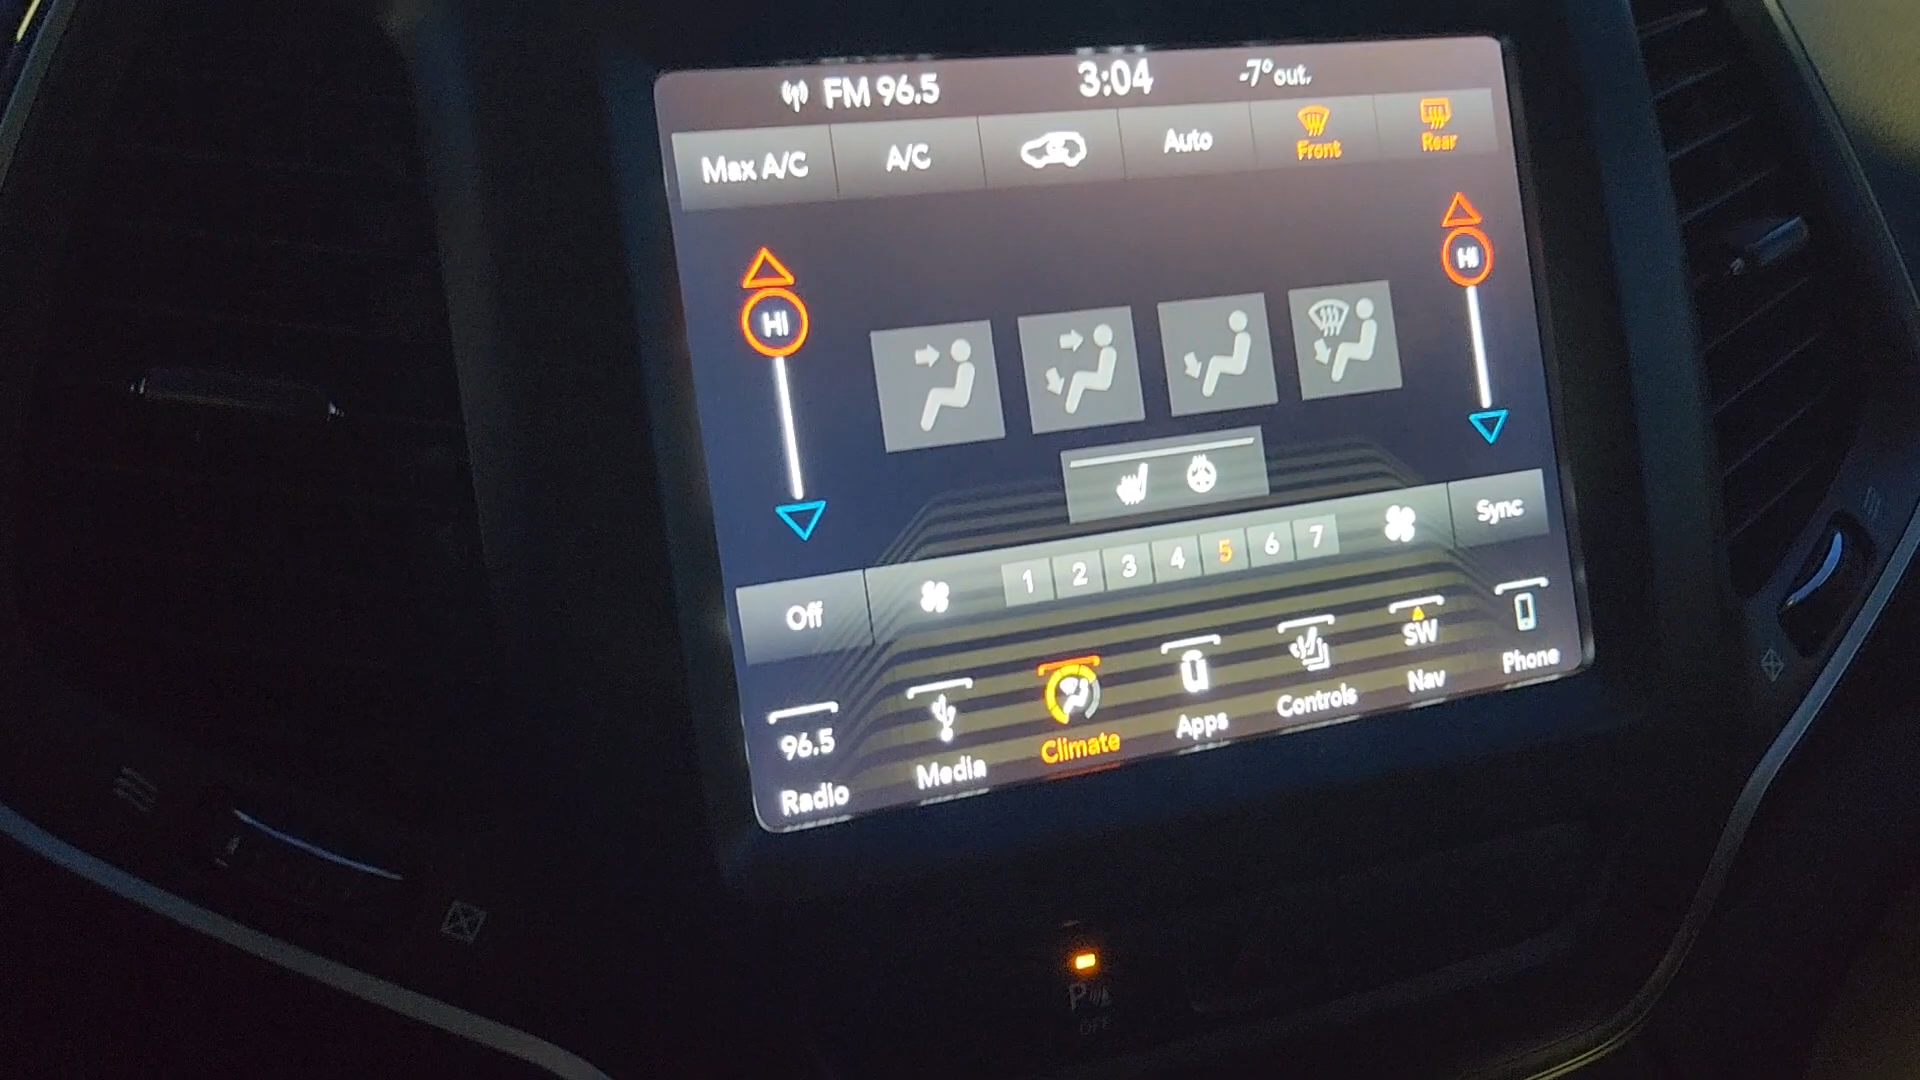 FM 96.5 3:04 -7° out.
Max A/C A/C Auto Front Rear
HI HI
Sync
1 2 3 4 5 6 7
Off
96.5 SW
Radio Media Climate Apps Controls Nav Phone
P
OFF